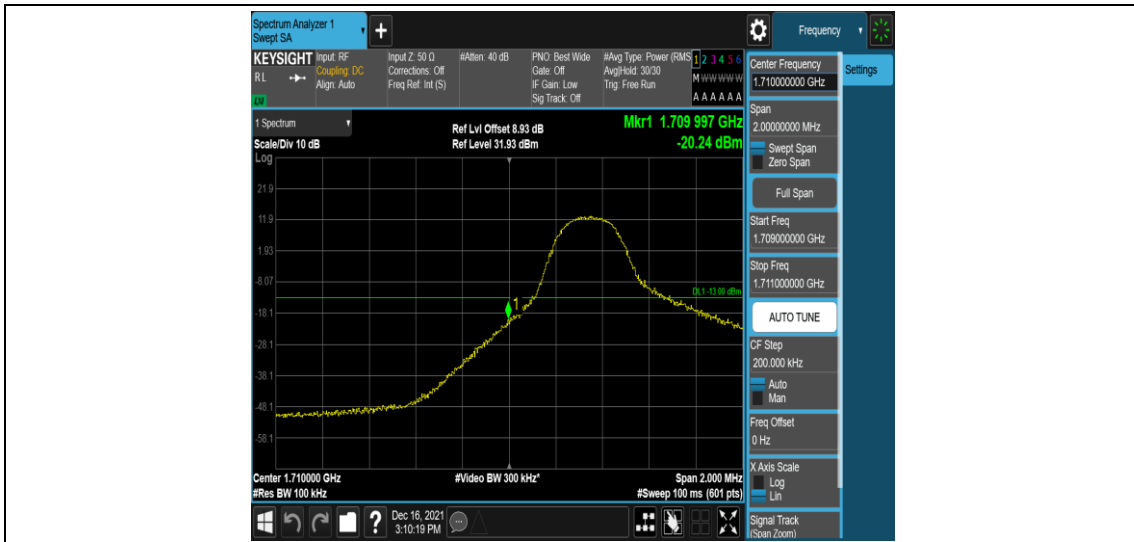 Spectrum Analyzer 1
Swept SA
+
Frequency
KEYSIGHT
RL
Input: RF
Coupling: DC
Align: Auto
Input Z: 50 Ω
Corrections: Off
Freq Ref: Int (S)
#Atten: 40 dB
PNO: Best Wide
Gate: Off
IF Gain: Low
Sig Track: Off
#Avg Type: Power (RMS
Avg|Hold: 30/30
Trig: Free Run
1 2 3 4 5 6
M W W W W W
A A A A A A
1 Spectrum
Scale/Div 10 dB
Log
Ref Lvl Offset 8.93 dB
Ref Level 31.93 dBm
Mkr1 1.709 997 GHz
-20.24 dBm
21.9
11.9
1.93
-8.07
-18.1
-28.1
-38.1
-48.1
-58.1
DL1 -13.00 dBm
1
Center 1.710000 GHz
#Res BW 100 kHz
#Video BW 300 kHz*
Span 2.000 MHz
#Sweep 100 ms (601 pts)
Center Frequency
1.710000000 GHz
Settings
Span
2.00000000 MHz
Swept Span
Zero Span
Full Span
Start Freq
1.709000000 GHz
Stop Freq
1.711000000 GHz
AUTO TUNE
CF Step
200.000 kHz
Auto
Man
Freq Offset
0 Hz
X Axis Scale
Log
Lin
Signal Track
(Span Zoom)
?
Dec 16, 2021
3:10:19 PM